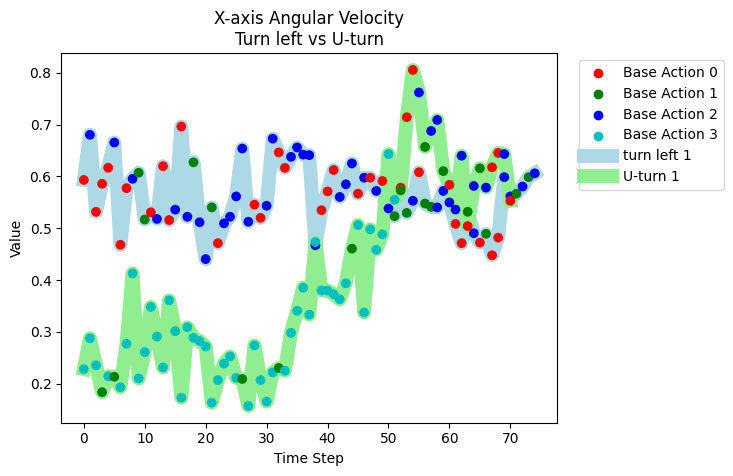 X-axis Angular Velocity
Turn left vs U-turn
Value
0.8
0.7
0.6
0.5
0.4
0.3
0.2
0 10 20 30 40 50 60 70
Time Step
Base Action 0
Base Action 1
Base Action 2
Base Action 3
turn left 1
U-turn 1